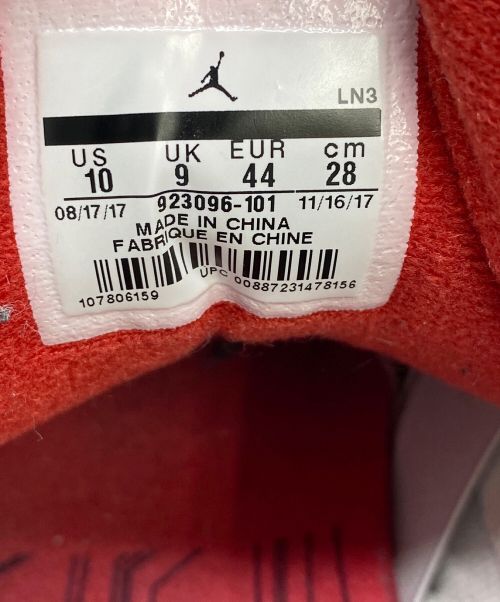 LN3
US UK EUR cm
10 9 44 28
08/17/17 923096-101 11/16/17
MADE IN CHINA
FABRIQUE EN CHINE
UPC 00887231478156
107806159